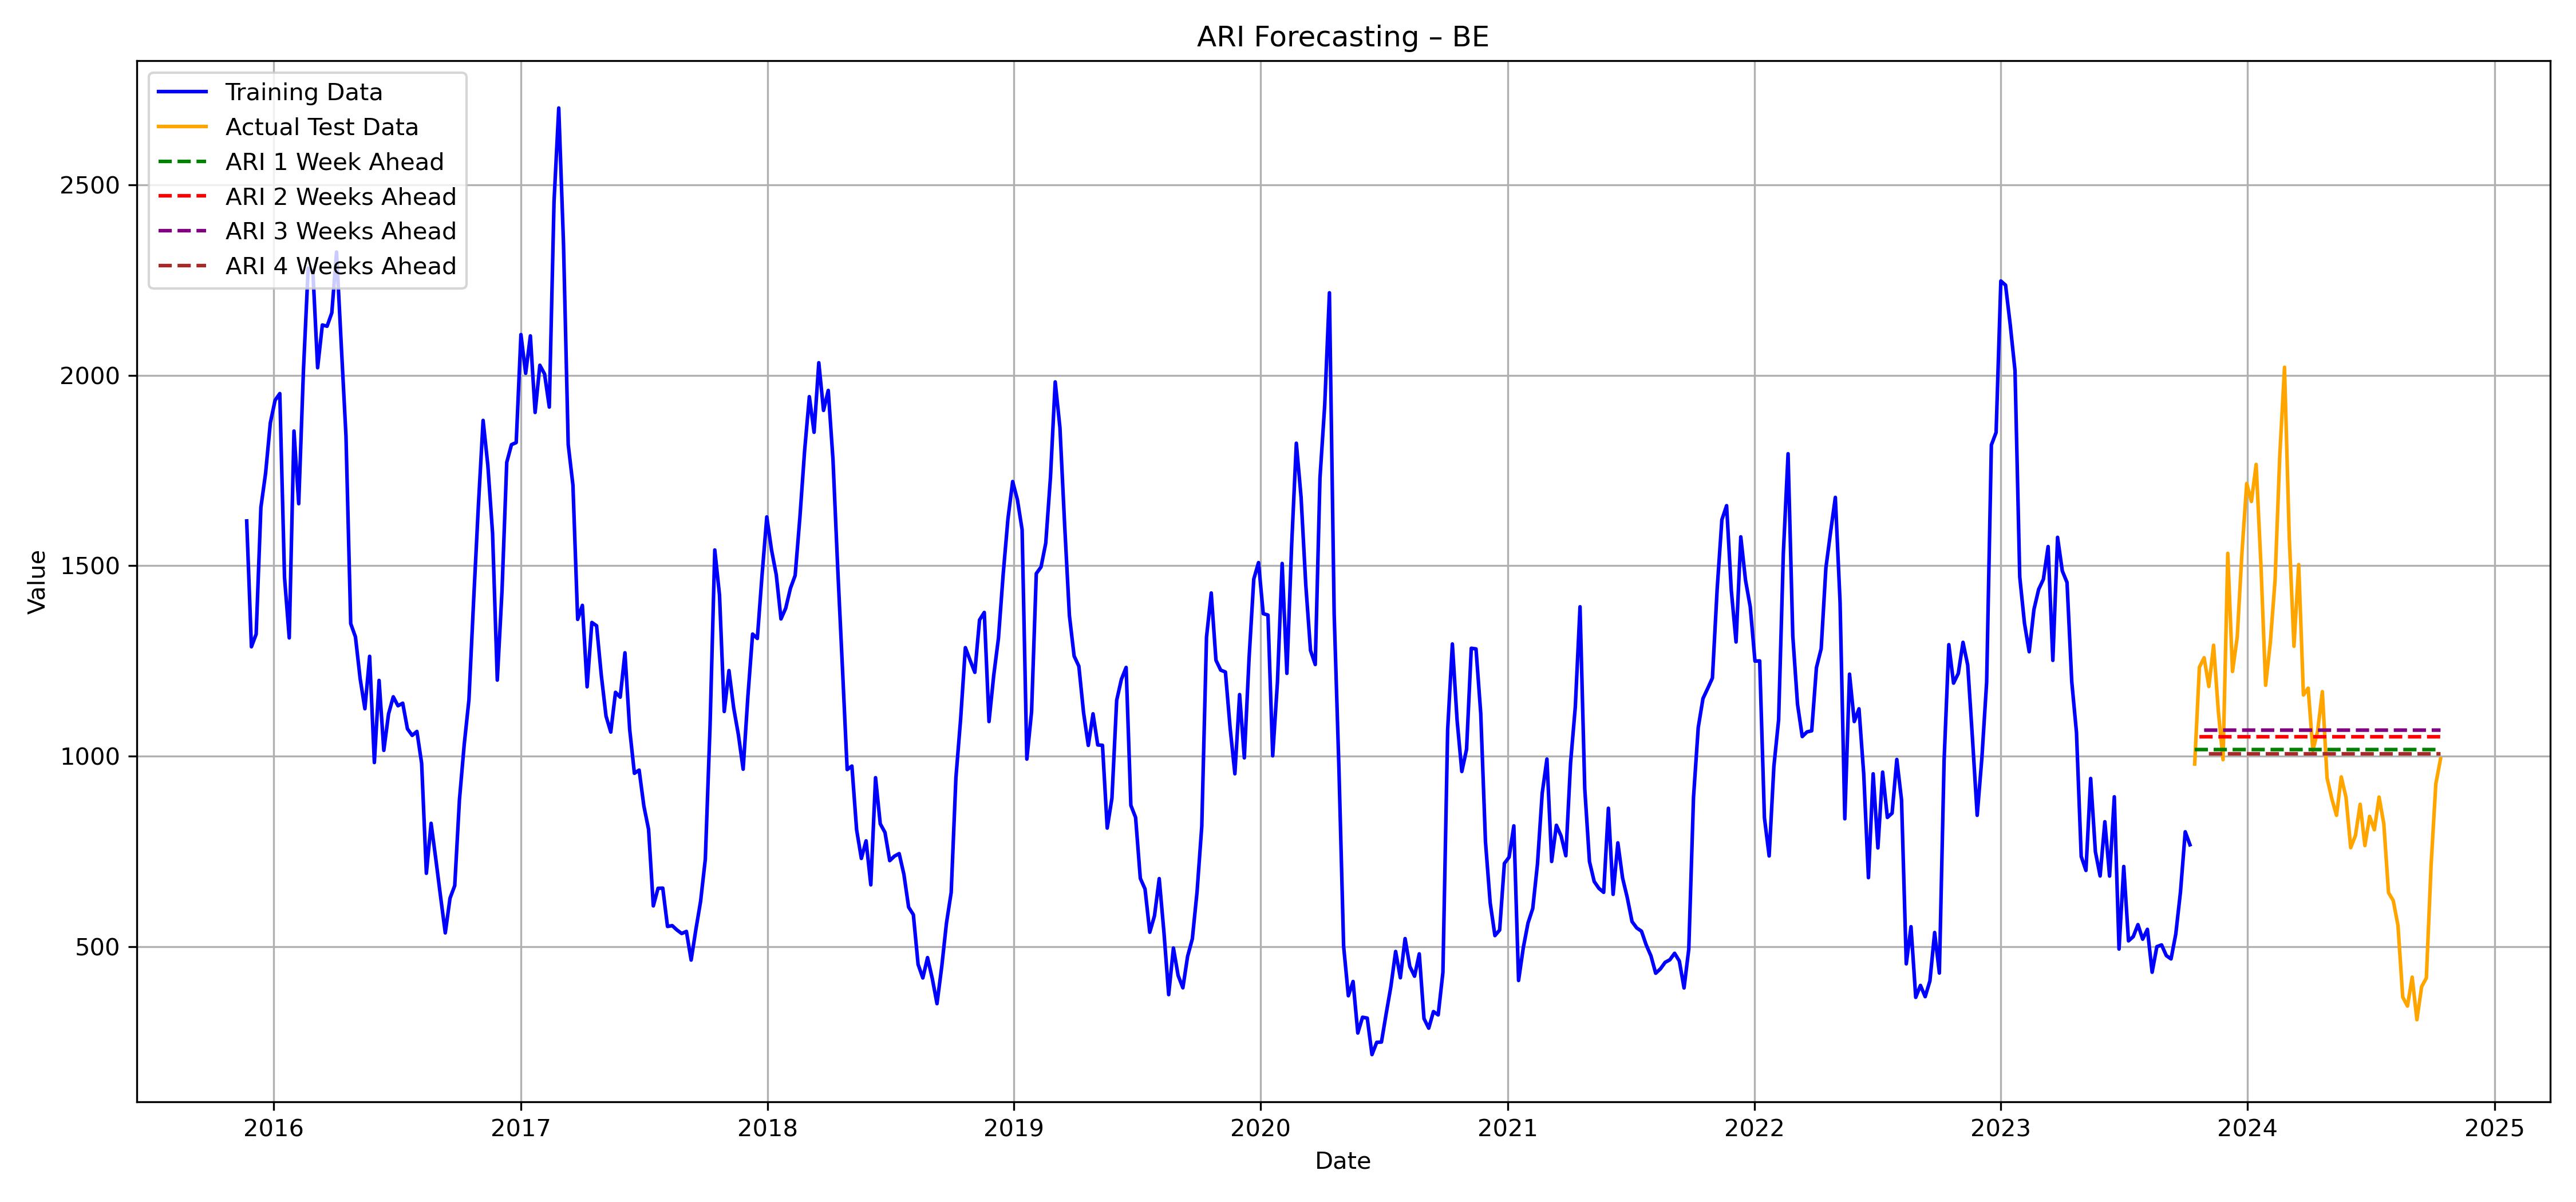 ARI Forecasting – BE
Training Data
Actual Test Data
ARI 1 Week Ahead
ARI 2 Weeks Ahead
ARI 3 Weeks Ahead
ARI 4 Weeks Ahead
Value
2500
2000
1500
1000
500
2016 2017 2018 2019 2020 2021 2022 2023 2024 2025
Date